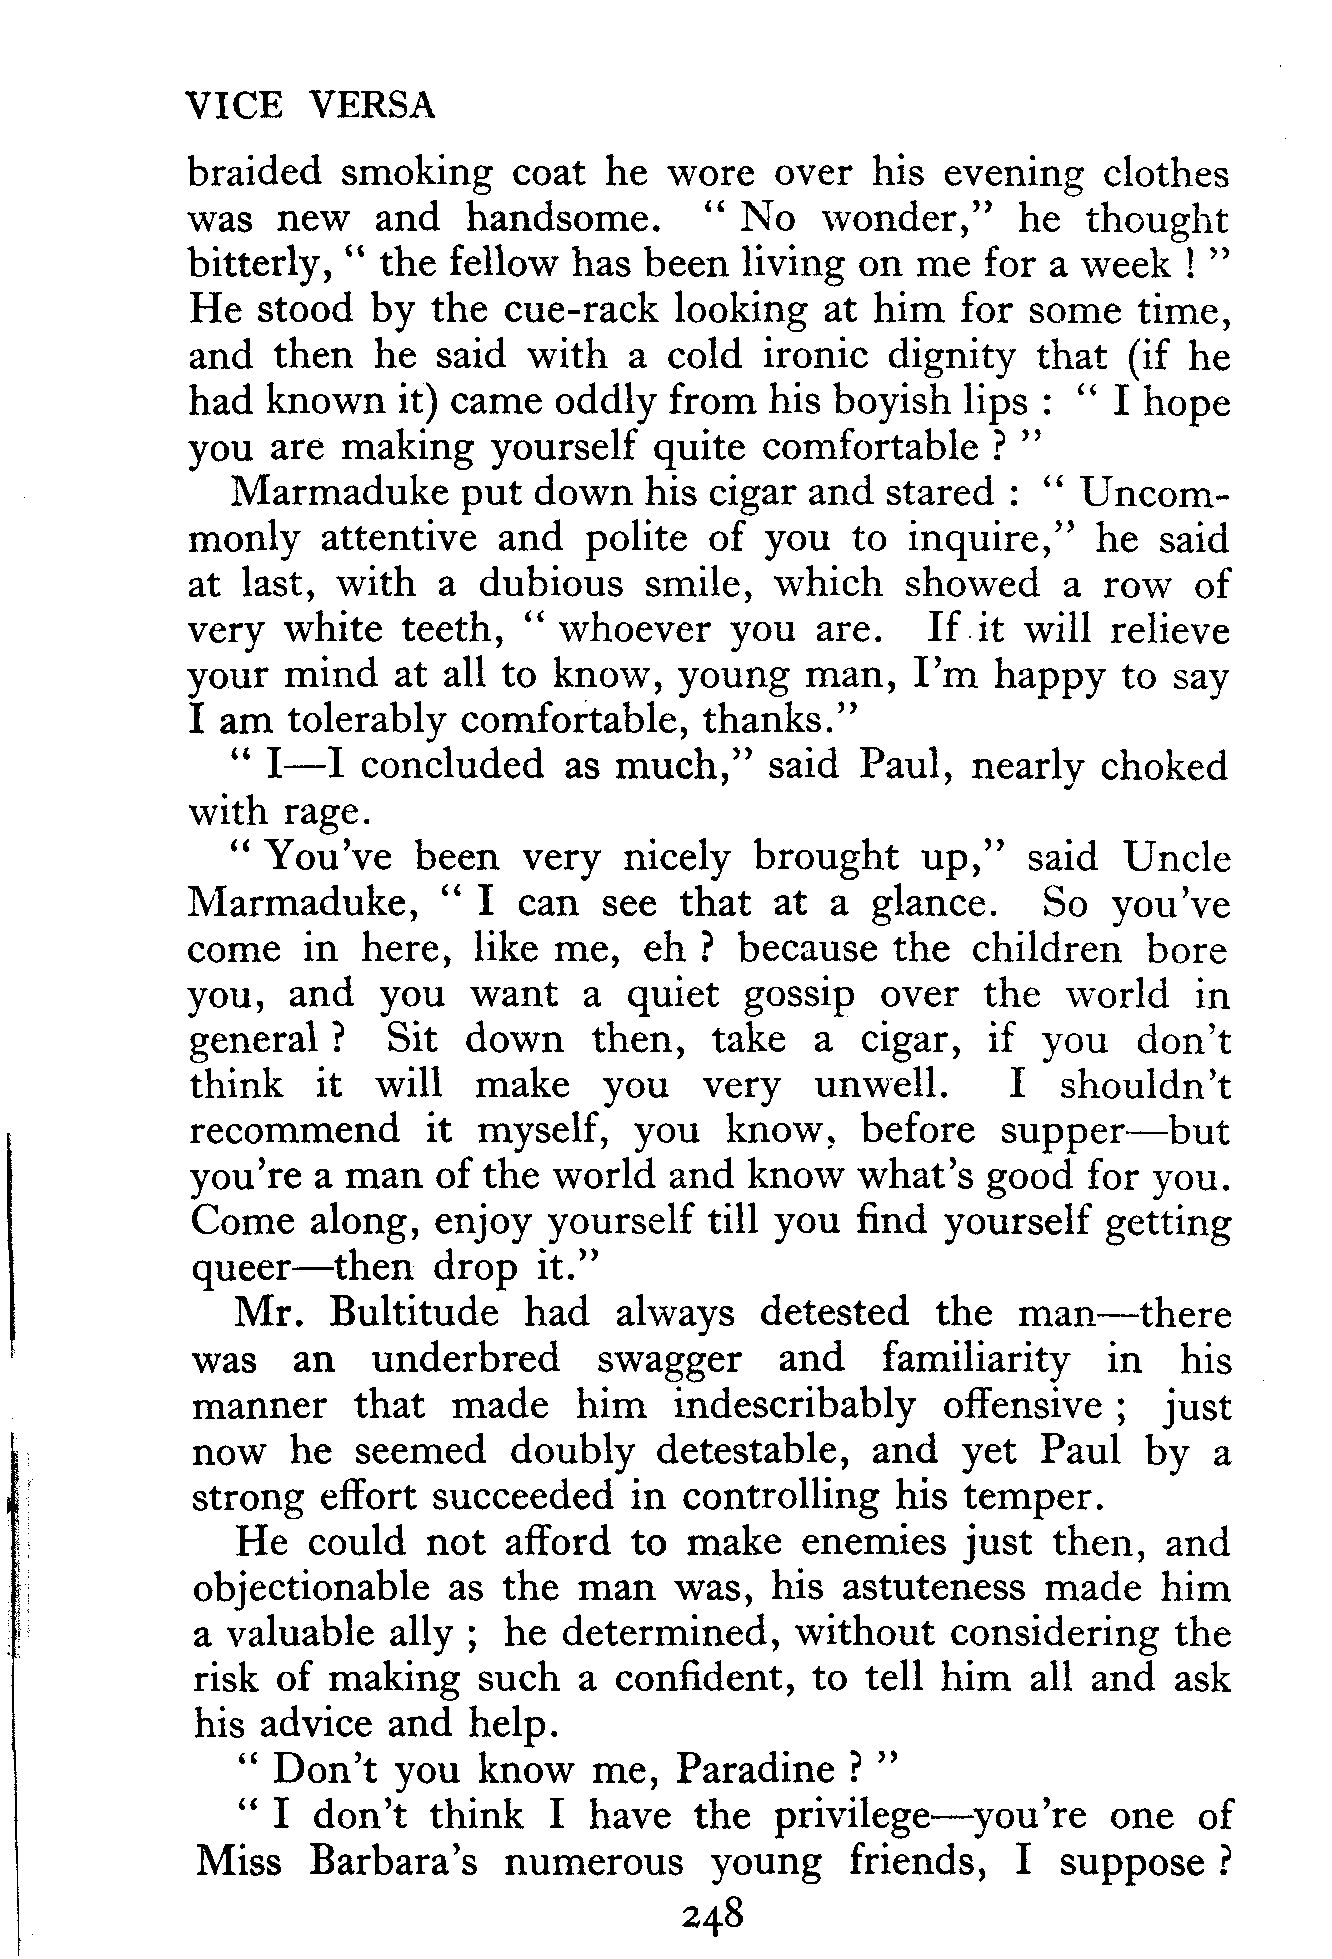 VICE VERSA
braided smoking coat he wore over his evening clothes
was new and handsome. “ No wonder,” he thought
bitterly, “ the fellow has been living on me for a week ! ”
He stood by the cue-rack looking at him for some time,
and then he said with a cold ironic dignity that (if he
had known it) came oddly from his boyish lips : “ I hope
you are making yourself quite comfortable ? ”
Marmaduke put down his cigar and stared : “ Uncom-
monly attentive and polite of you to inquire,” he said
at last, with a dubious smile, which showed a row of
very white teeth, “ whoever you are. If it will relieve
your mind at all to know, young man, I’m happy to say
I am tolerably comfortable, thanks.”
“ I—I concluded as much,” said Paul, nearly choked
with rage.
“ You’ve been very nicely brought up,” said Uncle
Marmaduke, “ I can see that at a glance. So you’ve
come in here, like me, eh ? because the children bore
you, and you want a quiet gossip over the world in
general ? Sit down then, take a cigar, if you don’t
think it will make you very unwell. I shouldn’t
recommend it myself, you know, before supper—but
you’re a man of the world and know what’s good for you.
Come along, enjoy yourself till you find yourself getting
queer—then drop it.”
Mr. Bultitude had always detested the man—there
was an underbred swagger and familiarity in his
manner that made him indescribably offensive ; just
now he seemed doubly detestable, and yet Paul by a
strong effort succeeded in controlling his temper.
He could not afford to make enemies just then, and
objectionable as the man was, his astuteness made him
a valuable ally ; he determined, without considering the
risk of making such a confident, to tell him all and ask
his advice and help.
“ Don’t you know me, Paradine ? ”
“ I don’t think I have the privilege—you’re one of
Miss Barbara’s numerous young friends, I suppose ?
248